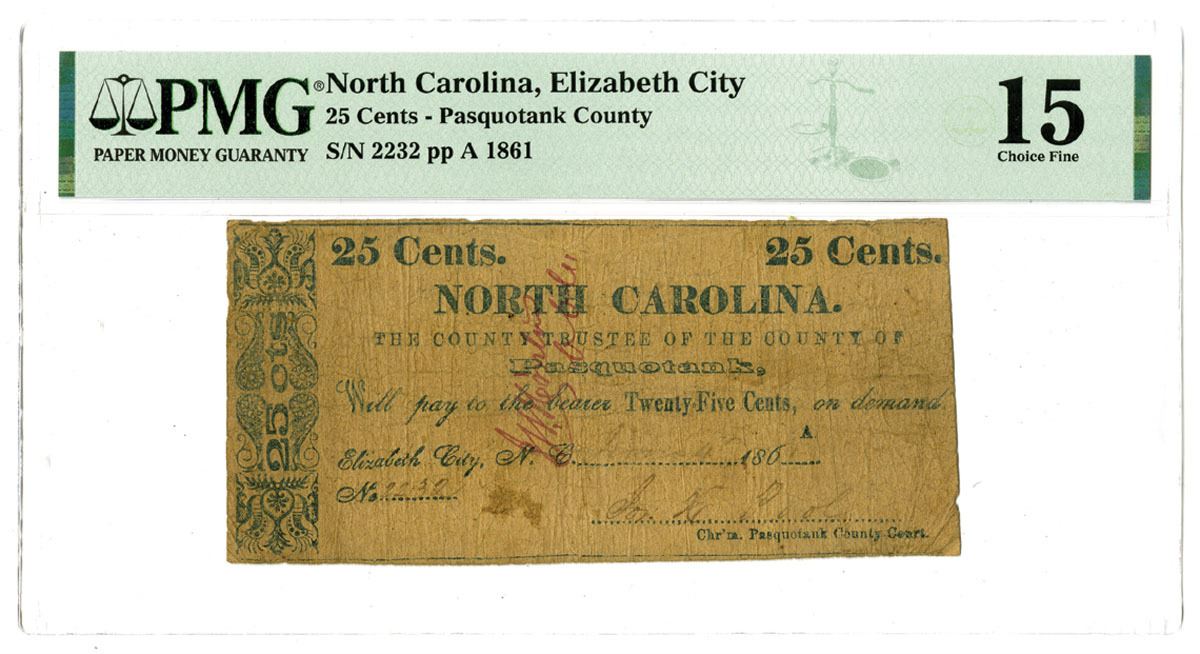 PMG®
PAPER MONEY GUARANTY
North Carolina, Elizabeth City
25 Cents - Pasquotank County
S/N 2232 pp A 1861
15
Choice Fine
25 Cents.
25 Cents.
NORTH CAROLINA.
THE COUNTY TRUSTEE OF THE COUNTY OF
Pasquotank,
Will pay to the bearer Twenty-Five Cents, on demand
A
Elizabeth City, N. C. 186
No. 2232
Chr'm. Pasquotank County Court.
25 Cts